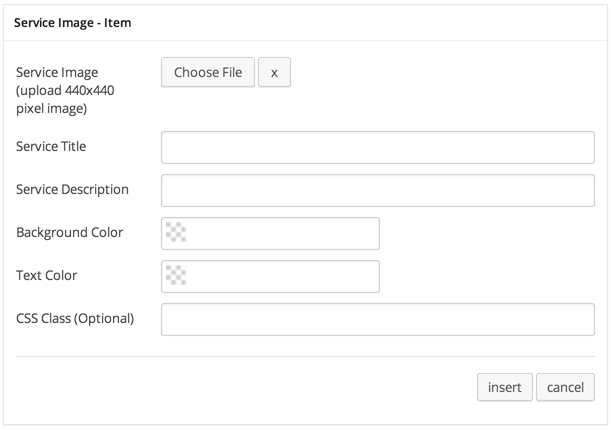 Service Image - Item
Service Image
(upload 440x440
pixel image)
Choose File
x
Service Title
Service Description
Background Color
Text Color
CSS Class (Optional)
insert
cancel